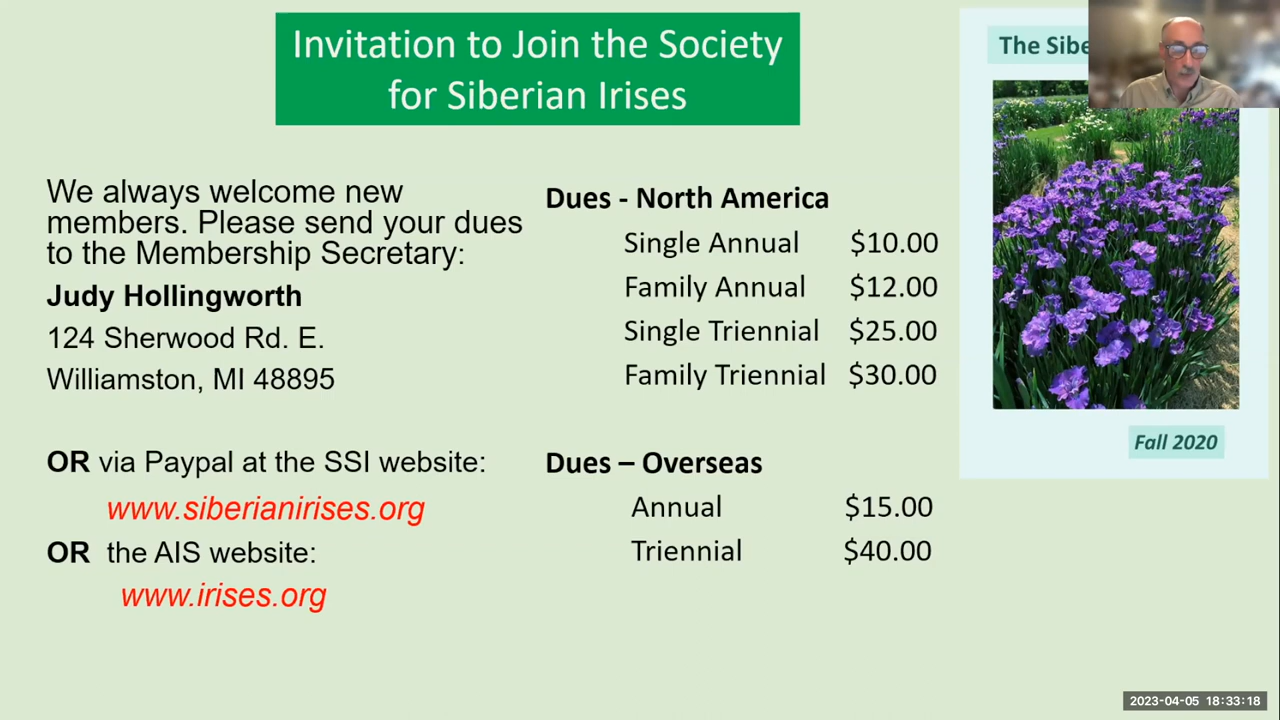 Invitation to Join the Society
for Siberian Irises
We always welcome new
members. Please send your dues
to the Membership Secretary:
Judy Hollingworth
124 Sherwood Rd. E.
Williamston, MI 48895
OR via Paypal at the SSI website:
www.siberianirises.org
OR the AIS website:
www.irises.org
Dues - North America
Single Annual $10.00
Family Annual $12.00
Single Triennial $25.00
Family Triennial $30.00
Dues – Overseas
Annual $15.00
Triennial $40.00
The Sibe
Fall 2020
2023-04-05 18:33:18